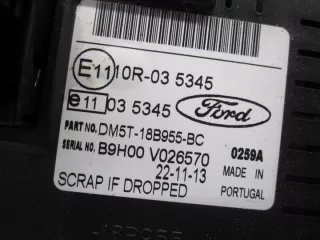 E11 10R-03 5345
e11 03 5345 Ford
PART NO. DM5T-18B955-BC
SERIAL NO. B9H00 V026570 0259A
22-11-13 MADE IN
SCRAP IF DROPPED PORTUGAL